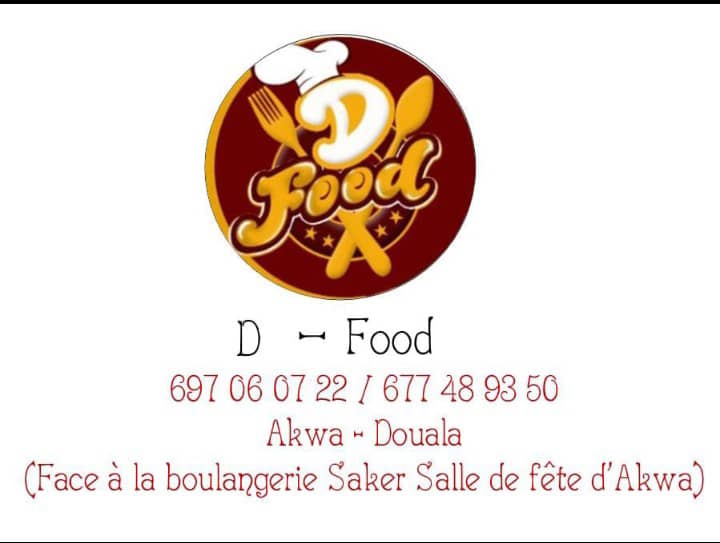 D
Food
D - Food
697 06 07 22 / 677 48 93 50
Akwa - Douala
(Face à la boulangerie Saker Salle de fête d'Akwa)